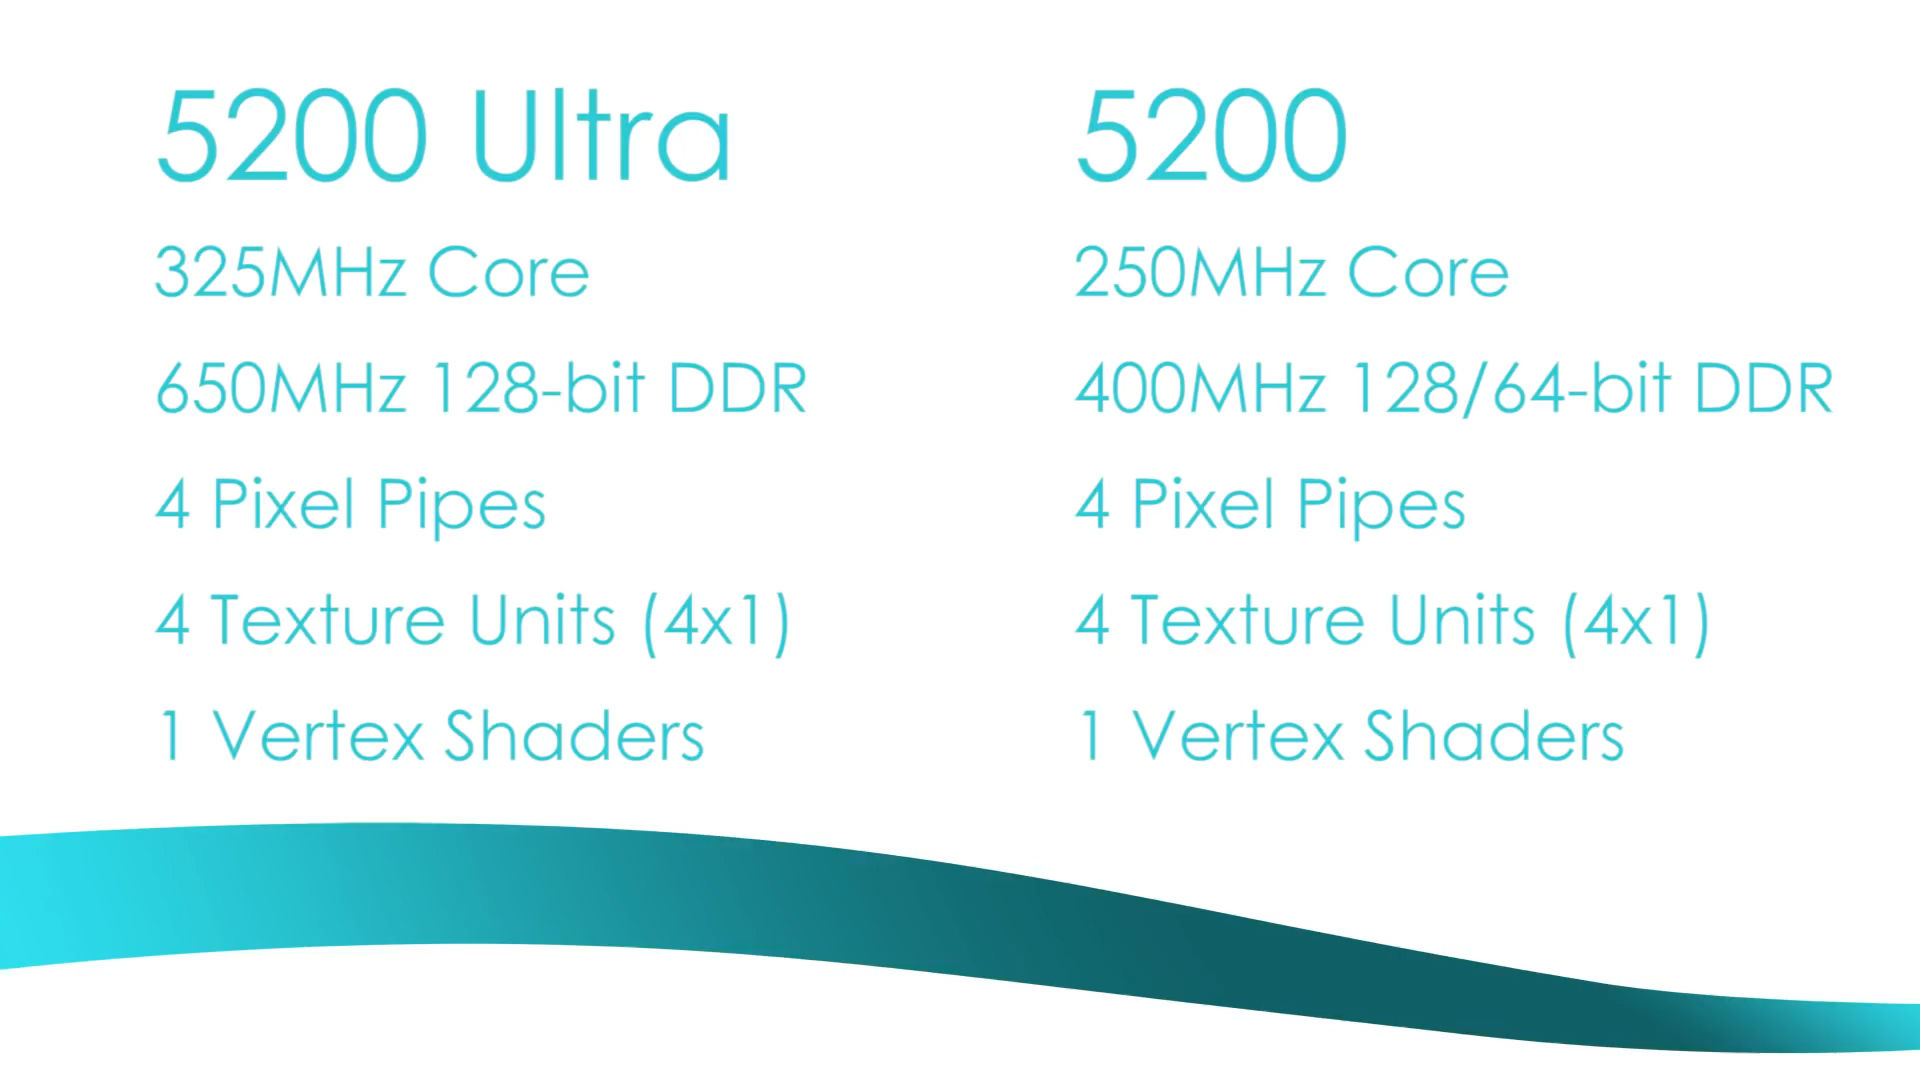 5200 Ultra
325MHz Core
650MHz 128-bit DDR
4 Pixel Pipes
4 Texture Units (4x1)
1 Vertex Shaders
5200
250MHz Core
400MHz 128/64-bit DDR
4 Pixel Pipes
4 Texture Units (4x1)
1 Vertex Shaders